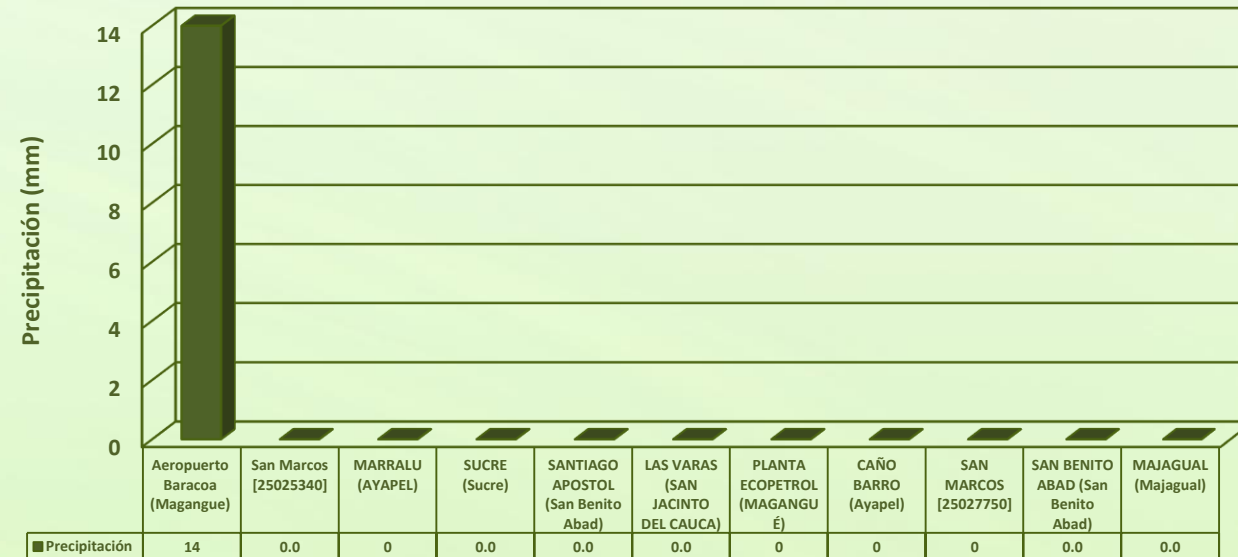 Precipitación (mm)
14
12
10
8
6
4
2
0
Aeropuerto
Baracoa
(Magangue)
San Marcos
[25025340]
MARRALU
(AYAPEL)
SUCRE
(Sucre)
SANTIAGO
APOSTOL
(San Benito
Abad)
LAS VARAS
(SAN
JACINTO
DEL CAUCA)
PLANTA
ECOPETROL
(MAGANGU
É)
CAÑO
BARRO
(Ayapel)
SAN
MARCOS
[25027750]
SAN BENITO
ABAD (San
Benito
Abad)
MAJAGUAL
(Majagual)
Precipitación 14 0.0 0 0.0 0.0 0.0 0 0 0 0.0 0.0